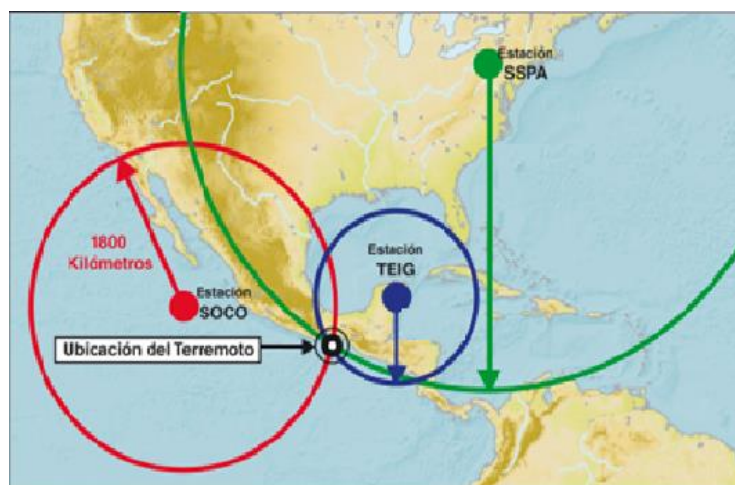 Estación
SSPA
1800
Kilómetros
Estación
TEIG
Estación
SOCO
Ubicación del Terremoto